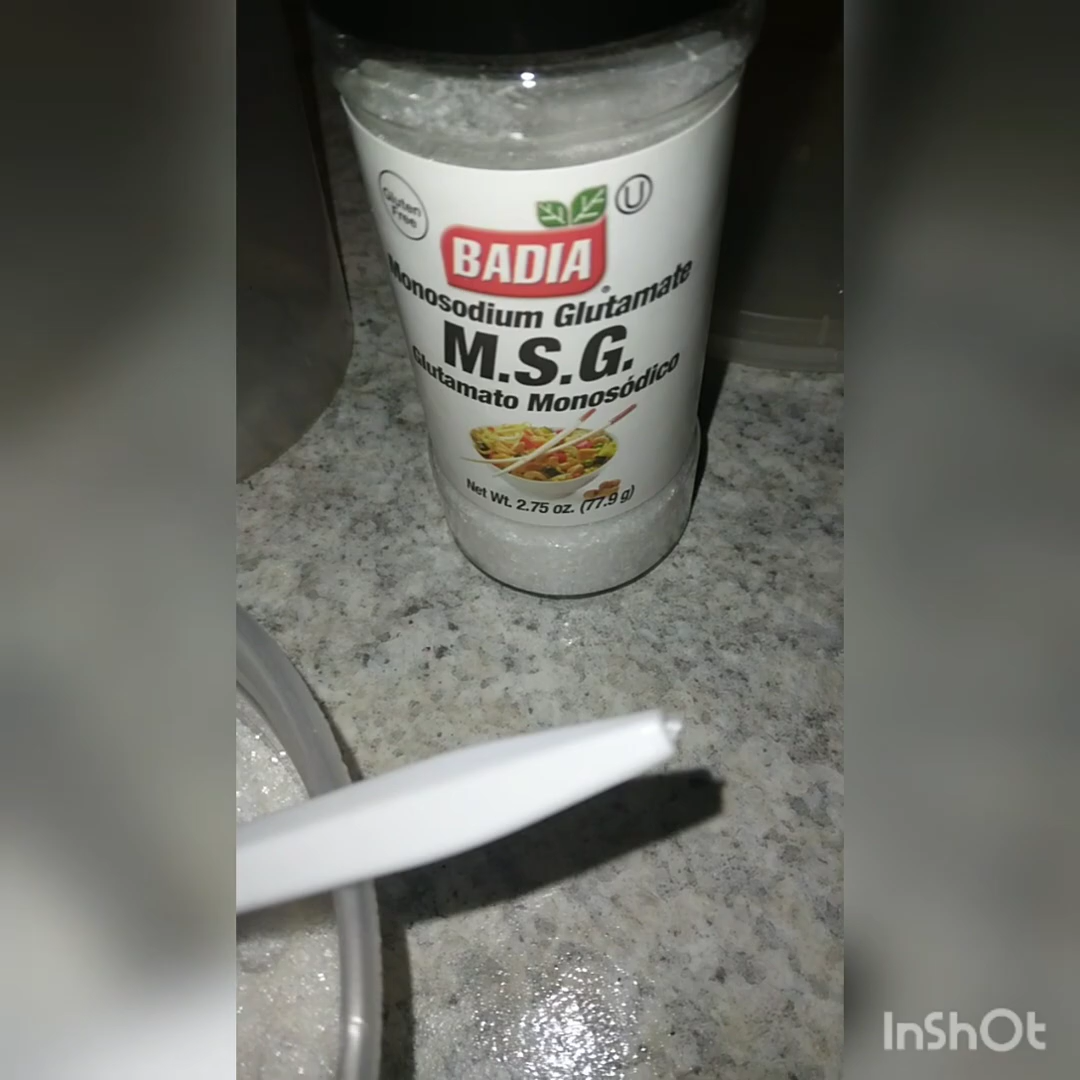 Gluten
Free
U
BADIA
Monosodium Glutamate
M.S.G.
Glutamato Monosódico
Net Wt. 2.75 oz. (77.9 g)
InShOt